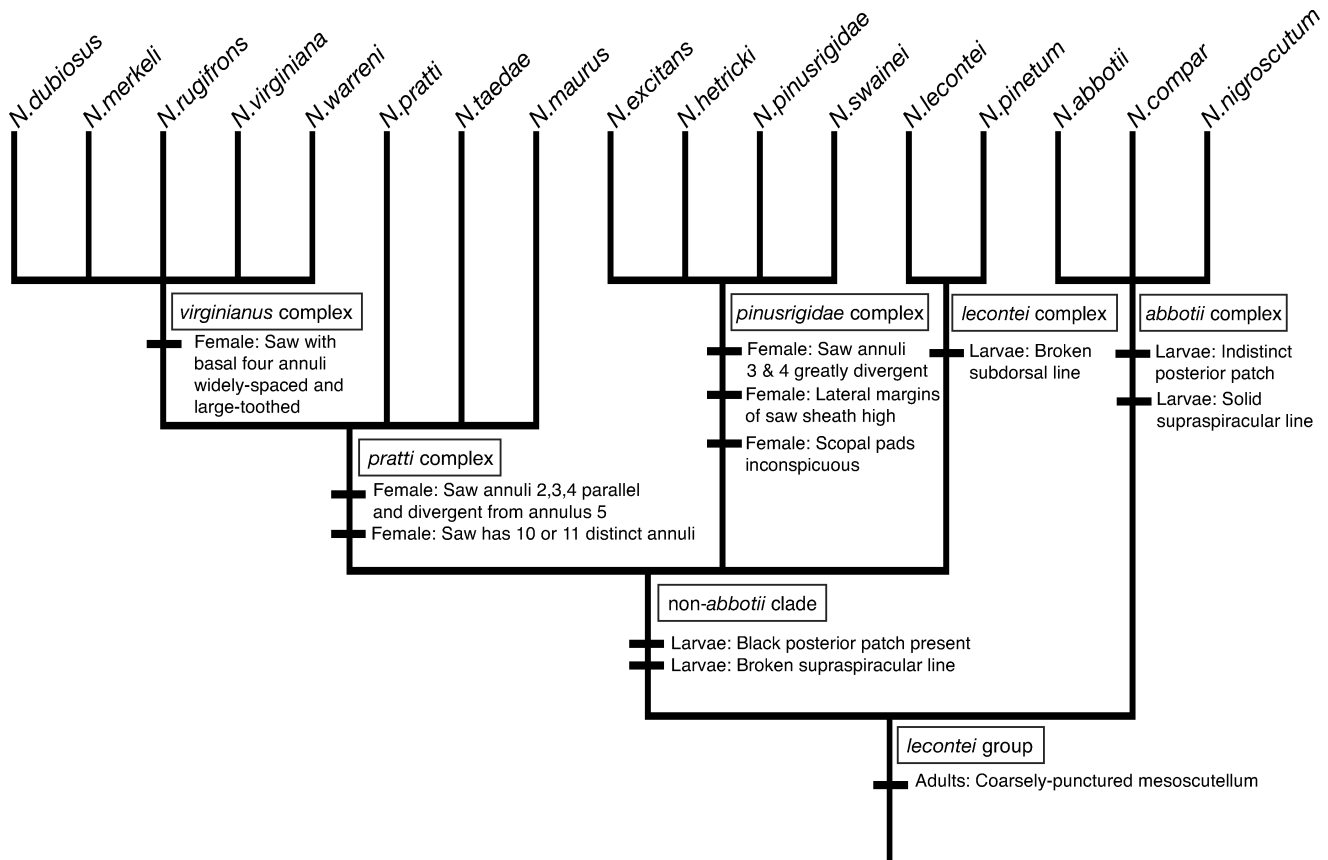 N.dubiosus
N.merkeli
N.rugifrons
N.virginiana
N.warreni
N.pratti
N.taedae
N.maurus
N.excitans
N.hetricki
N.pinusrigidae
N.swainei
N.lecontei
N.pinetum
N.abbotii
N.compar
N.nigroscutum
virginianus complex
Female: Saw with
basal four annuli
widely-spaced and
large-toothed
pinusrigidae complex
Female: Saw annuli
3 & 4 greatly divergent
Female: Lateral margins
of saw sheath high
Female: Scopal pads
inconspicuous
lecontei complex
Larvae: Broken
subdorsal line
abbotii complex
Larvae: Indistinct
posterior patch
Larvae: Solid
supraspiracular line
pratti complex
Female: Saw annuli 2,3,4 parallel
and divergent from annulus 5
Female: Saw has 10 or 11 distinct annuli
non-abbotii clade
Larvae: Black posterior patch present
Larvae: Broken supraspiracular line
lecontei group
Adults: Coarsely-punctured mesoscutellum